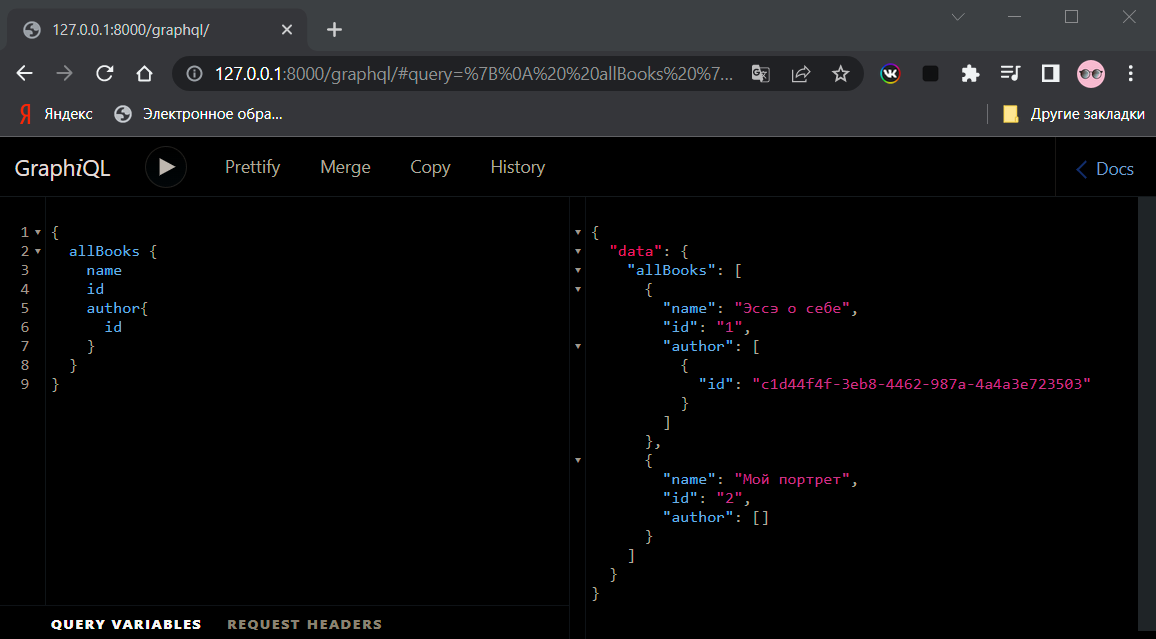 127.0.0.1:8000/graphql/
127.0.0.1:8000/graphql/#query=%7B%0A%20%20allBooks%20%7...
Яндекс
Электронное обра...
Другие закладки
GraphiQL
Prettify
Merge
Copy
History
Docs
1 {
2 allBooks {
3 name
4 id
5 author{
6 id
7 }
8 }
9 }
{
"data": {
"allBooks": [
{
"name": "Эссэ о себе",
"id": "1",
"author": [
{
"id": "c1d44f4f-3eb8-4462-987a-4a4a3e723503"
}
]
},
{
"name": "Мой портрет",
"id": "2",
"author": []
}
]
}
}
QUERY VARIABLES
REQUEST HEADERS